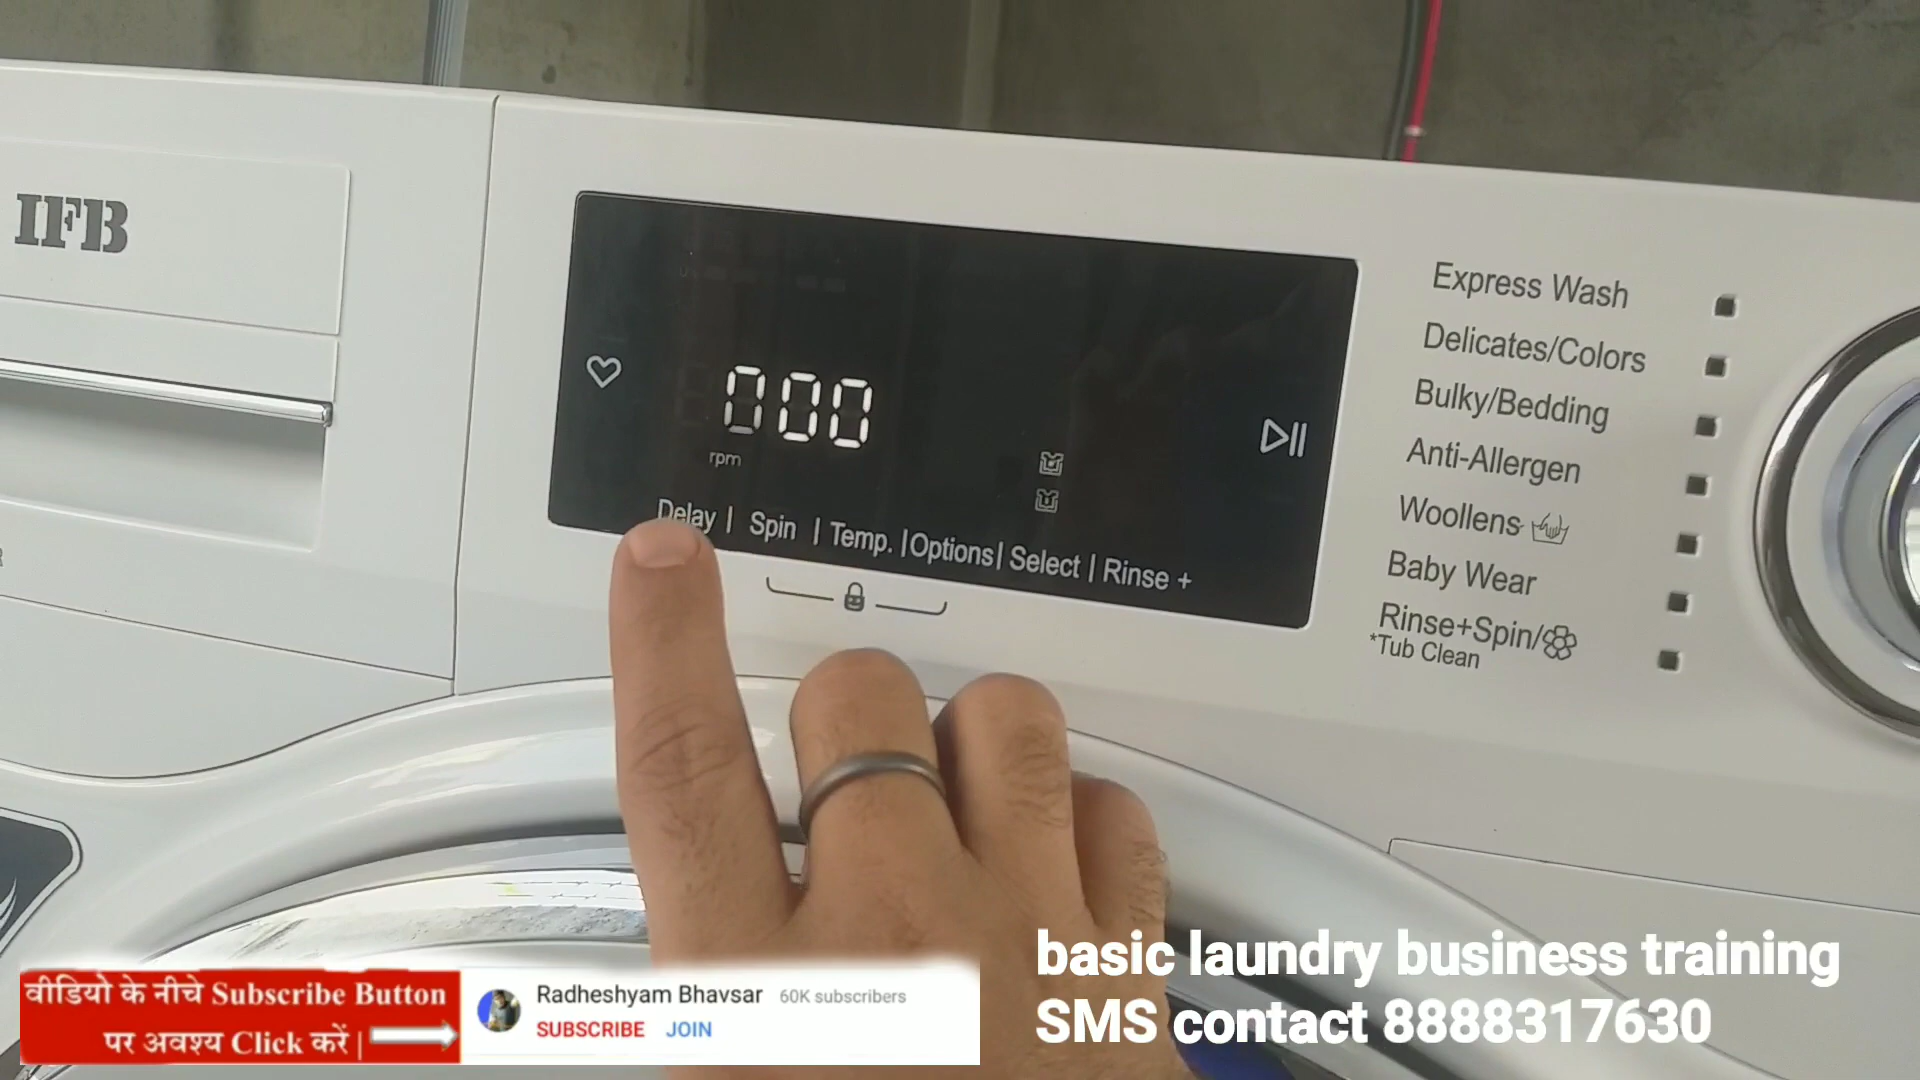 IFB
000
rpm
Delay | Spin | Temp. | Options | Select | Rinse +
Express Wash
Delicates/Colors
Bulky/Bedding
Anti-Allergen
Woollens
Baby Wear
Rinse+Spin/
*Tub Clean
वीडियो के नीचे Subscribe Button
पर अवश्य Click करें |
Radheshyam Bhavsar 60K subscribers
SUBSCRIBE JOIN
basic laundry business training
SMS contact 8888317630